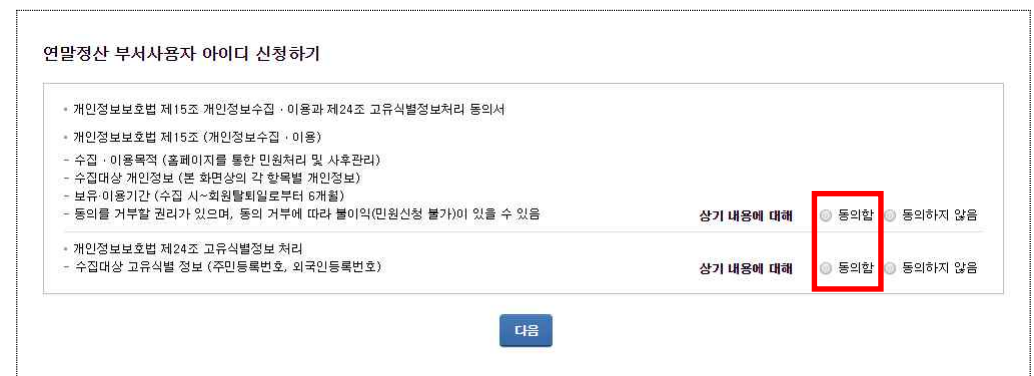 연말정산 부서사용자 아이디 신청하기
◦ 개인정보보호법 제15조 개인정보수집 · 이용과 제24조 고유식별정보처리 동의서
◦ 개인정보보호법 제15조 (개인정보수집 · 이용)
- 수집 · 이용목적 (홈페이지를 통한 민원처리 및 사후관리)
- 수집대상 개인정보 (본 화면상의 각 항목별 개인정보)
- 보유·이용기간 (수집 시~회원탈퇴일로부터 6개월)
- 동의를 거부할 권리가 있으며, 동의 거부에 따라 불이익(민원신청 불가)이 있을 수 있음 상기 내용에 대해 동의함 동의하지 않음
◦ 개인정보보호법 제24조 고유식별정보 처리
- 수집대상 고유식별 정보 (주민등록번호, 외국인등록번호) 상기 내용에 대해 동의함 동의하지 않음
다음